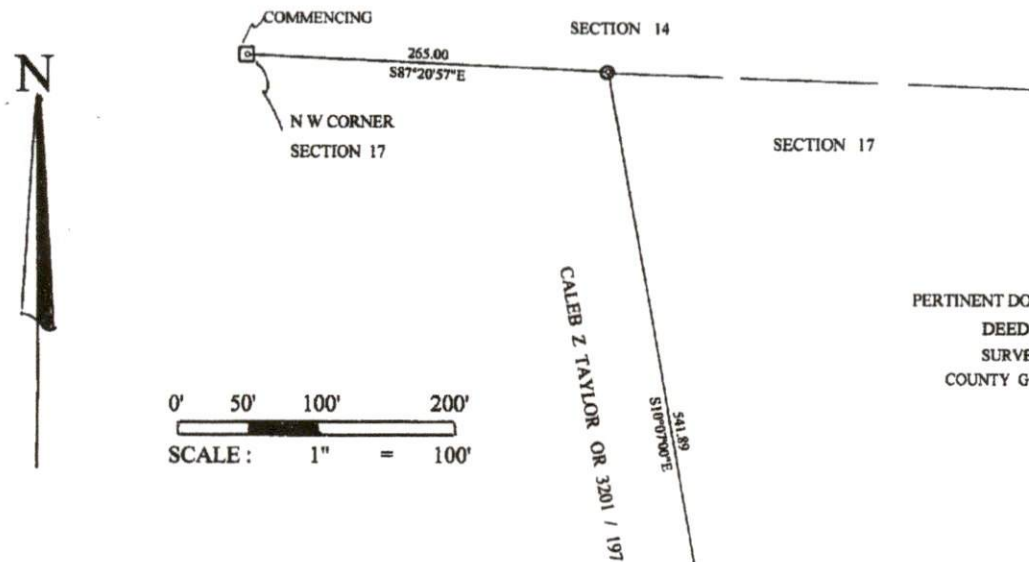 COMMENCING
SECTION 14
N
265.00
S87°20'57"E
N W CORNER
SECTION 17
SECTION 17
CALEB Z TAYLOR OR 3201 / 197
541.89
S10°07'00"E
PERTINENT DO
DEED
SURVE
COUNTY G
0' 50' 100' 200'
SCALE : 1" = 100'